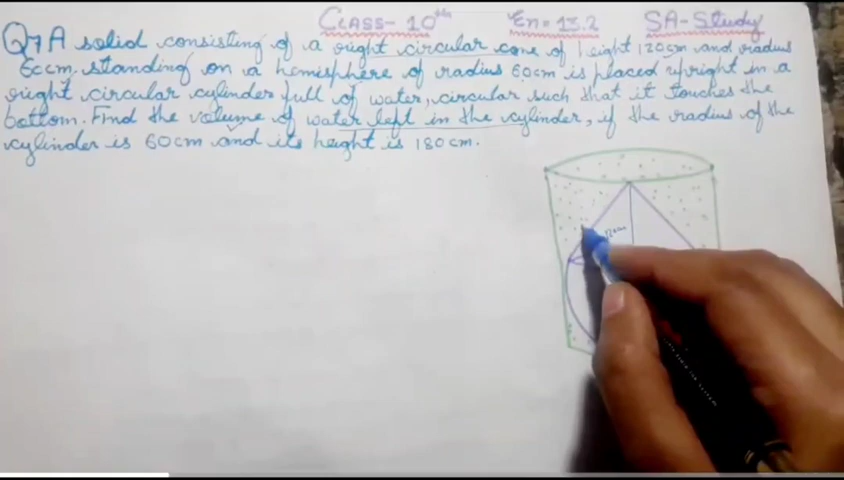 CLASS-10th En=13.2 SA-Study
Q7 A solid consisting of a right circular cone of height 120cm and radius
60cm standing on a hemisphere of radius 60cm is placed upright in a
right circular cylinder full of water, circular such that it touches the
bottom. Find the volume of water left in the cylinder, if the radius of the
cylinder is 60cm and its height is 180cm.
120cm